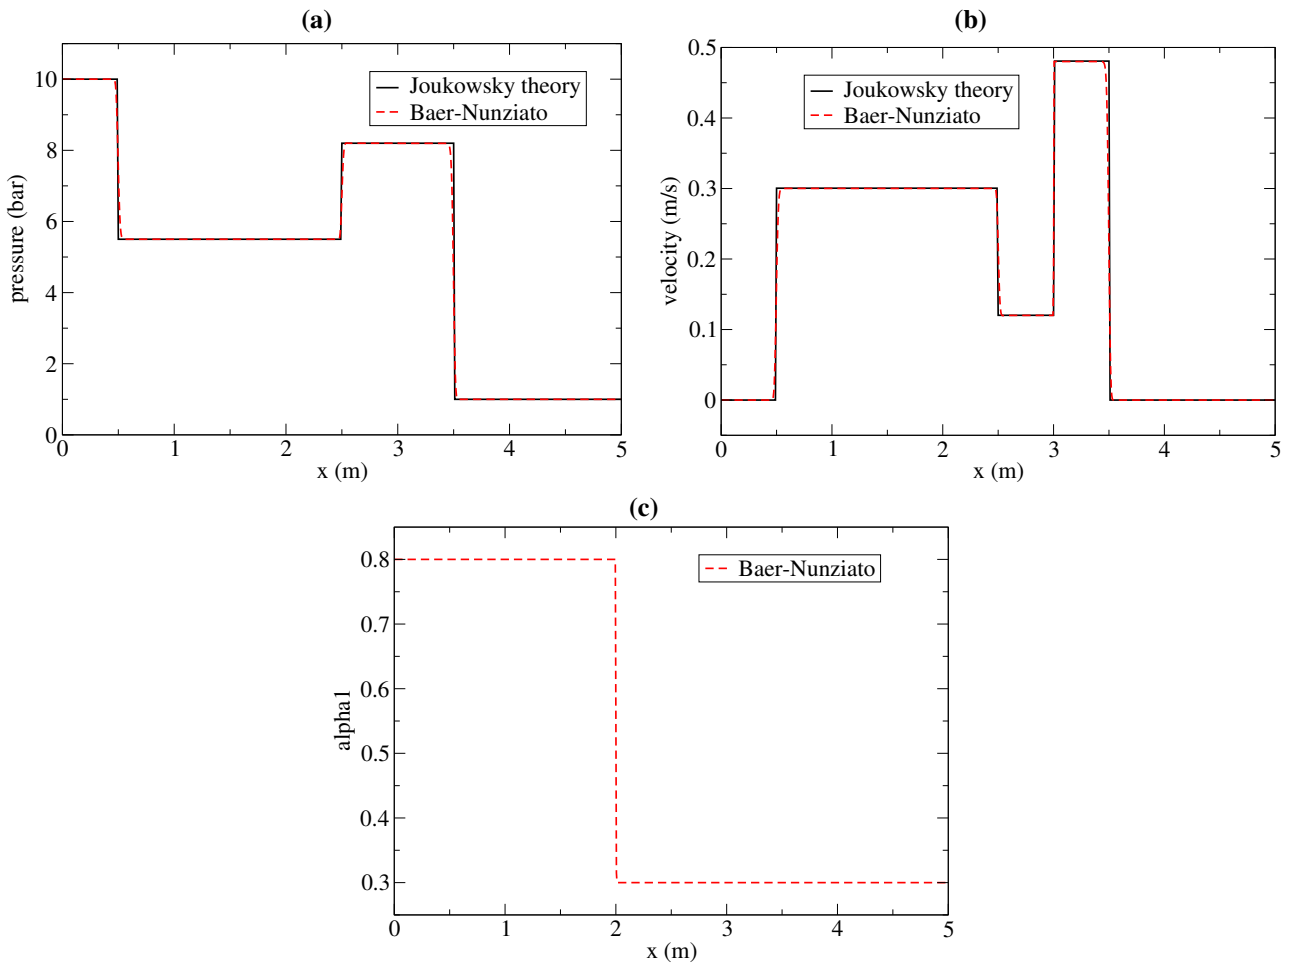 (a)
Joukowsky theory
Baer-Nunziato
pressure (bar)
10
8
6
4
2
0
0 1 2 3 4 5
x (m)
(b)
Joukowsky theory
Baer-Nunziato
velocity (m/s)
0.5
0.4
0.3
0.2
0.1
0
0 1 2 3 4 5
x (m)
(c)
Baer-Nunziato
alpha1
0.8
0.7
0.6
0.5
0.4
0.3
0 1 2 3 4 5
x (m)